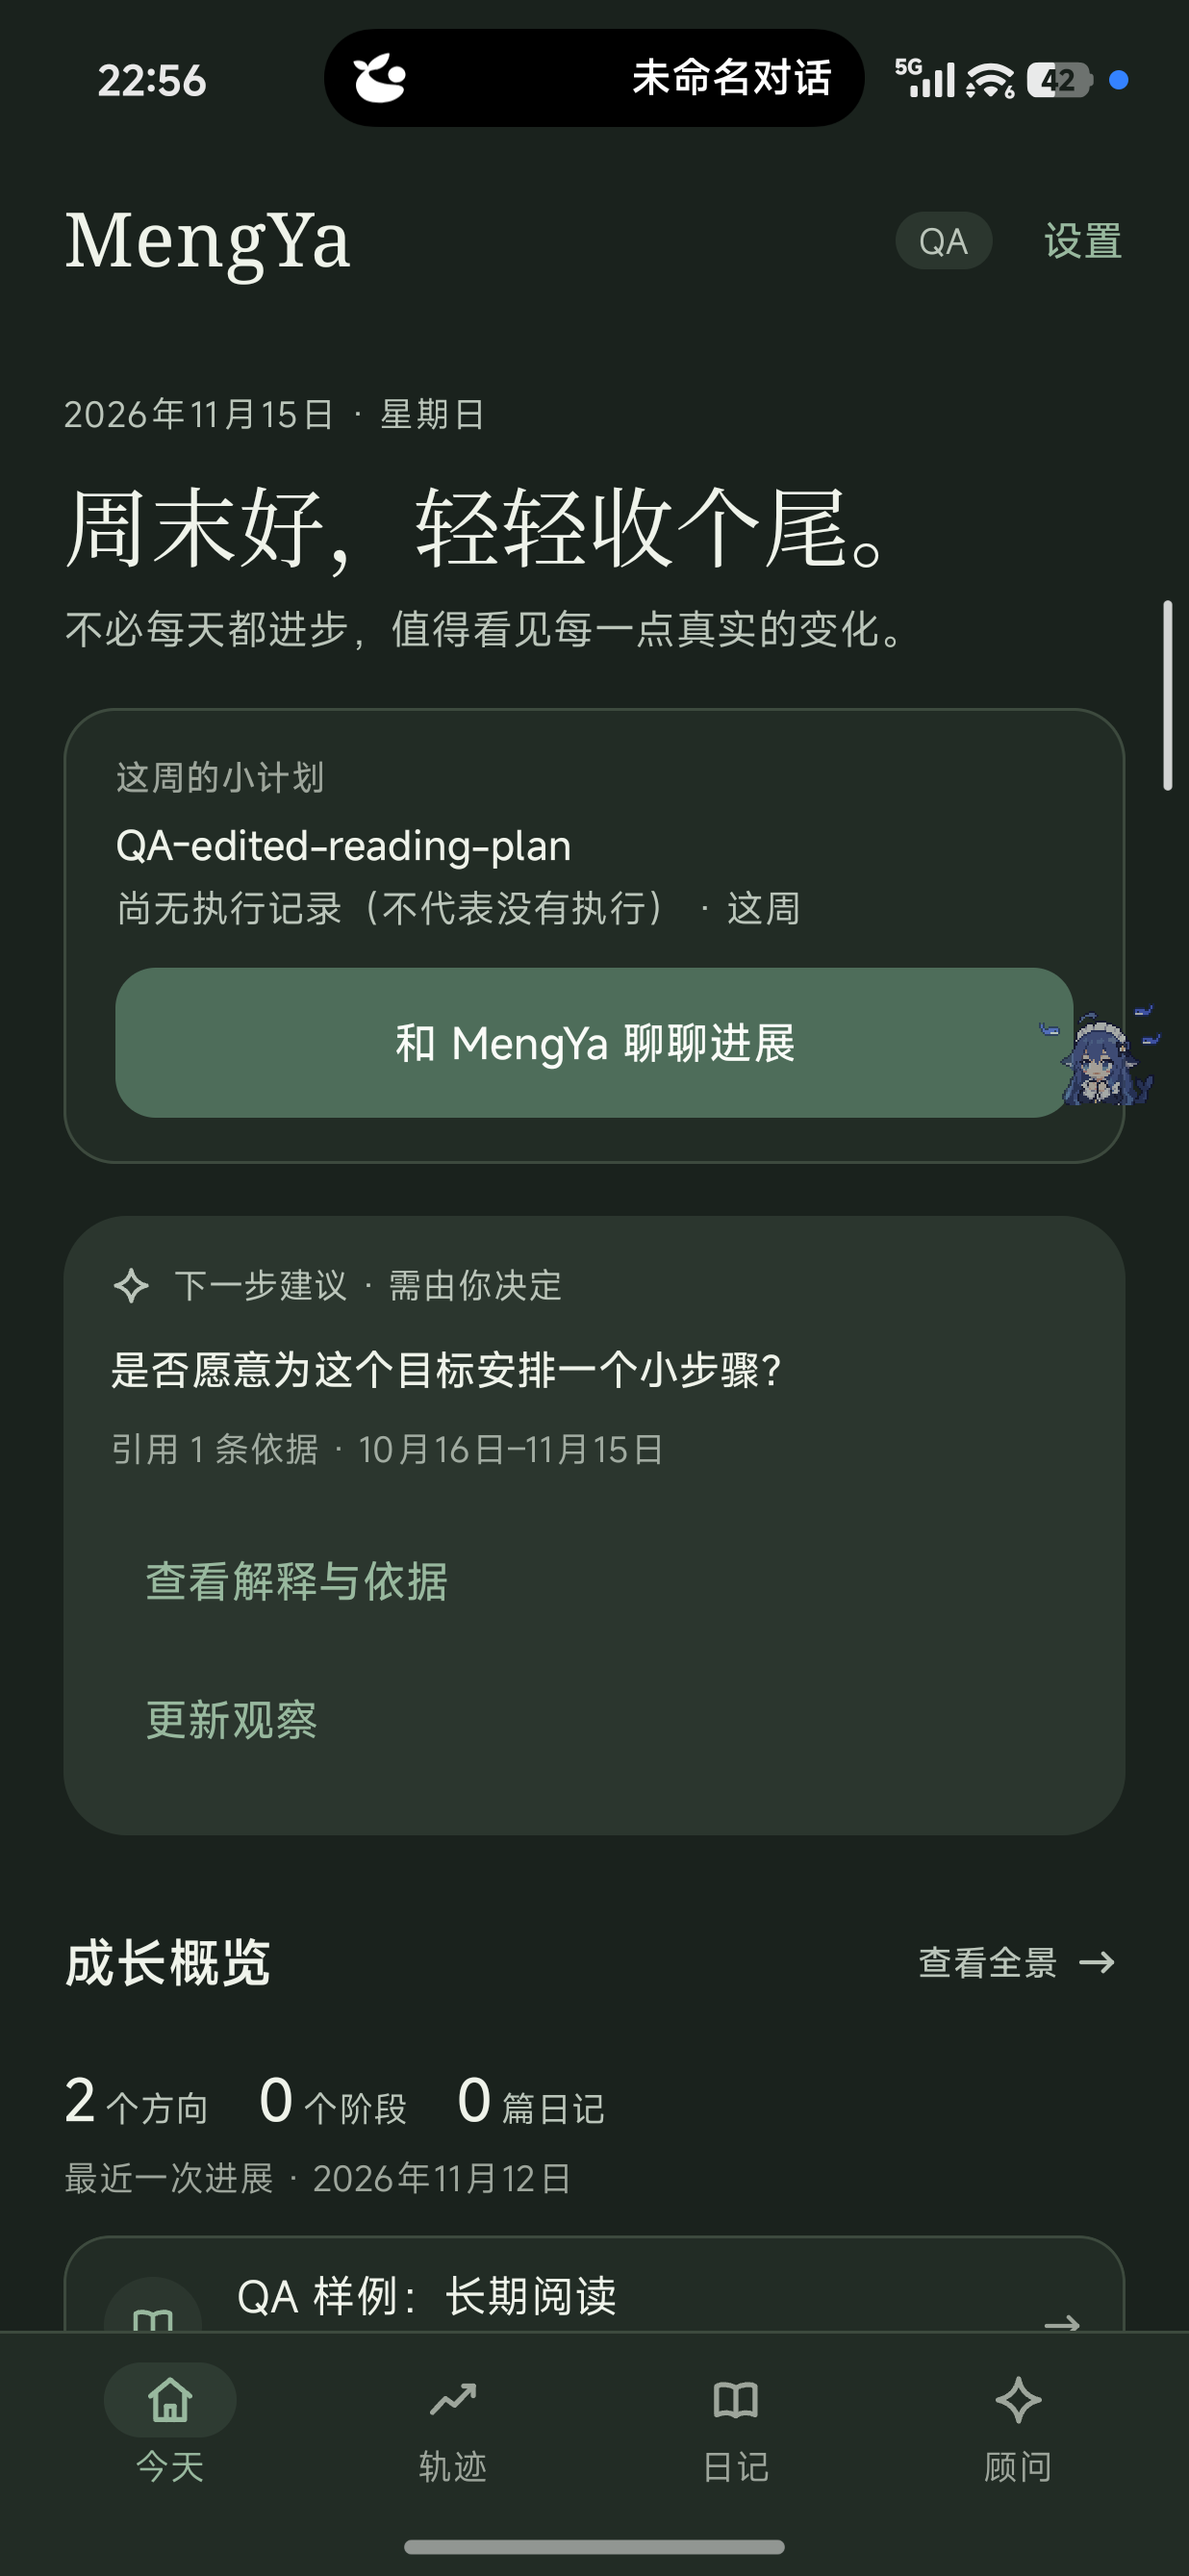 22:56
未命名对话
5G
6
42
MengYa
QA
设置
2026年11月15日 · 星期日
周末好，轻轻收个尾。
不必每天都进步，值得看见每一点真实的变化。
这周的小计划
QA-edited-reading-plan
尚无执行记录（不代表没有执行） · 这周
和 MengYa 聊聊进展
下一步建议 · 需由你决定
是否愿意为这个目标安排一个小步骤？
引用 1 条依据 · 10月16日–11月15日
查看解释与依据
更新观察
成长概览
查看全景 →
2个方向 0个阶段 0篇日记
最近一次进展 · 2026年11月12日
QA 样例：长期阅读
今天
轨迹
日记
顾问